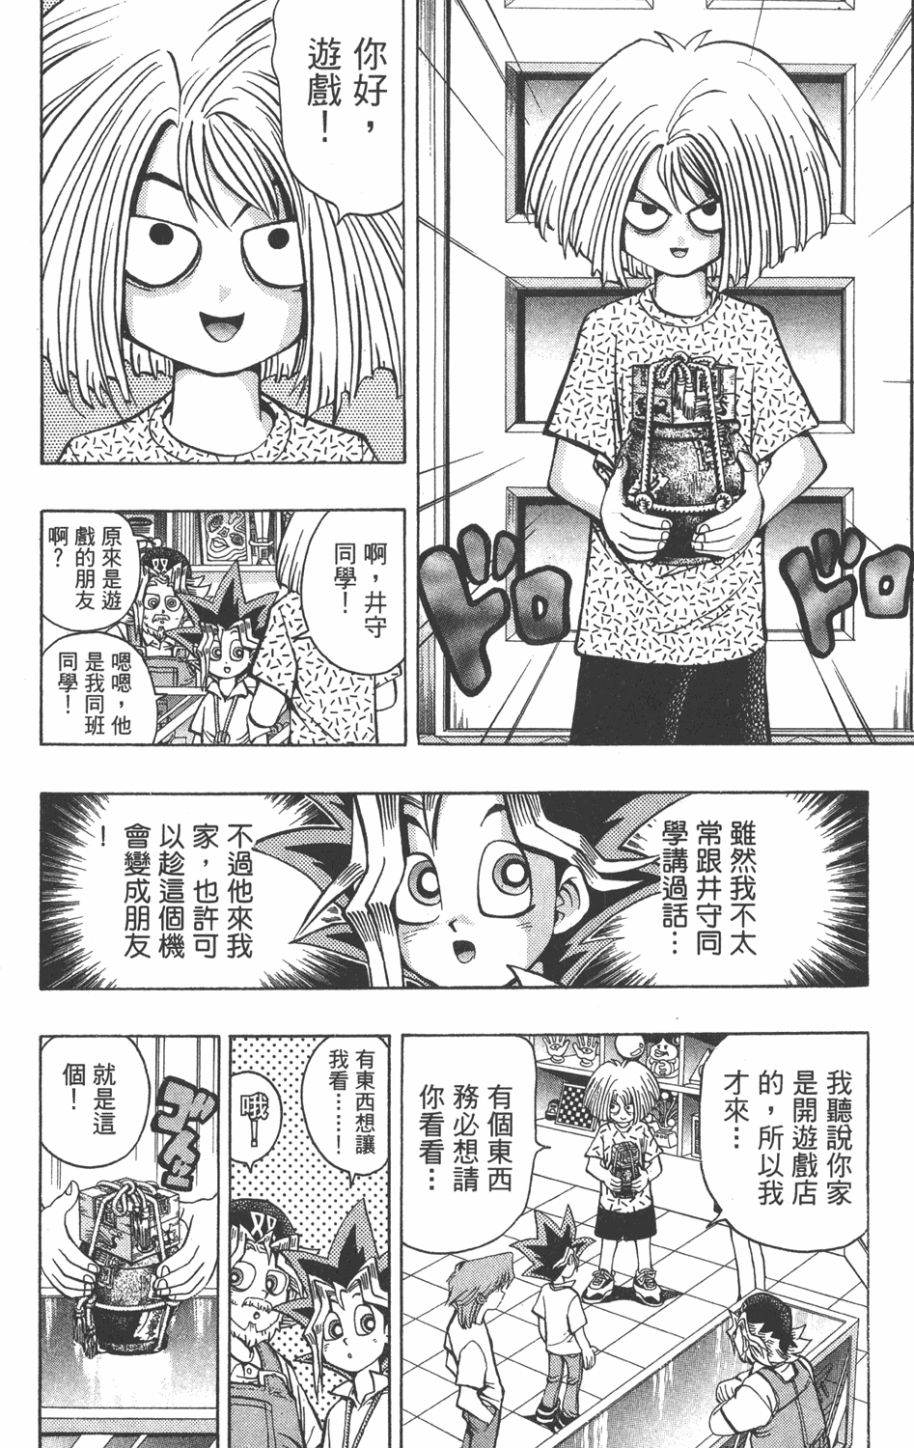 ドロ
ドロ
你好，
遊戲！
啊，井守
同學！
原來是遊
戲的朋友
啊？
嗯嗯，他
是我同班
同學！
雖然我不太
常跟井守同
學講過話…
不過他來我
家，也許可
以趁這個機
會變成朋友
！
我聽說你家
是開遊戲店
的，所以我
才來…
有個東西
務必想請
你看看…
有東西想讓
我看……！
哦！
就是這
個！
ゴトッ